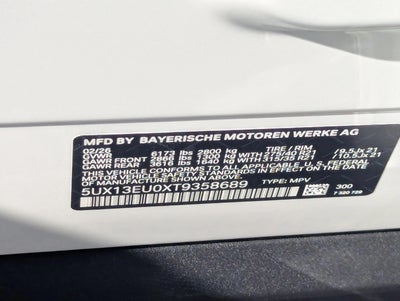 MFD BY BAYERISCHE MOTOREN WERKE AG
02/26 6173 lbs 2800 kg TIRE / RIM
GVWR
GAWR FRONT 2866 lbs 1300 kg WITH 275/40 R21 /9.5Jx21
GAWR REAR 3616 lbs 1640 kg WITH 315/35 R21 /10.5Jx21
THIS VEHICLE CONFORMS TO ALL APPLICABLE U.S. FEDERAL
MOTOR VEHICLE SAFETY STANDARDS IN EFFECT ON THE
DATE OF MANUFACTURE SHOWN ABOVE.
5UX13EU0XT9358689 TYPE: MPV
300
7 520 729